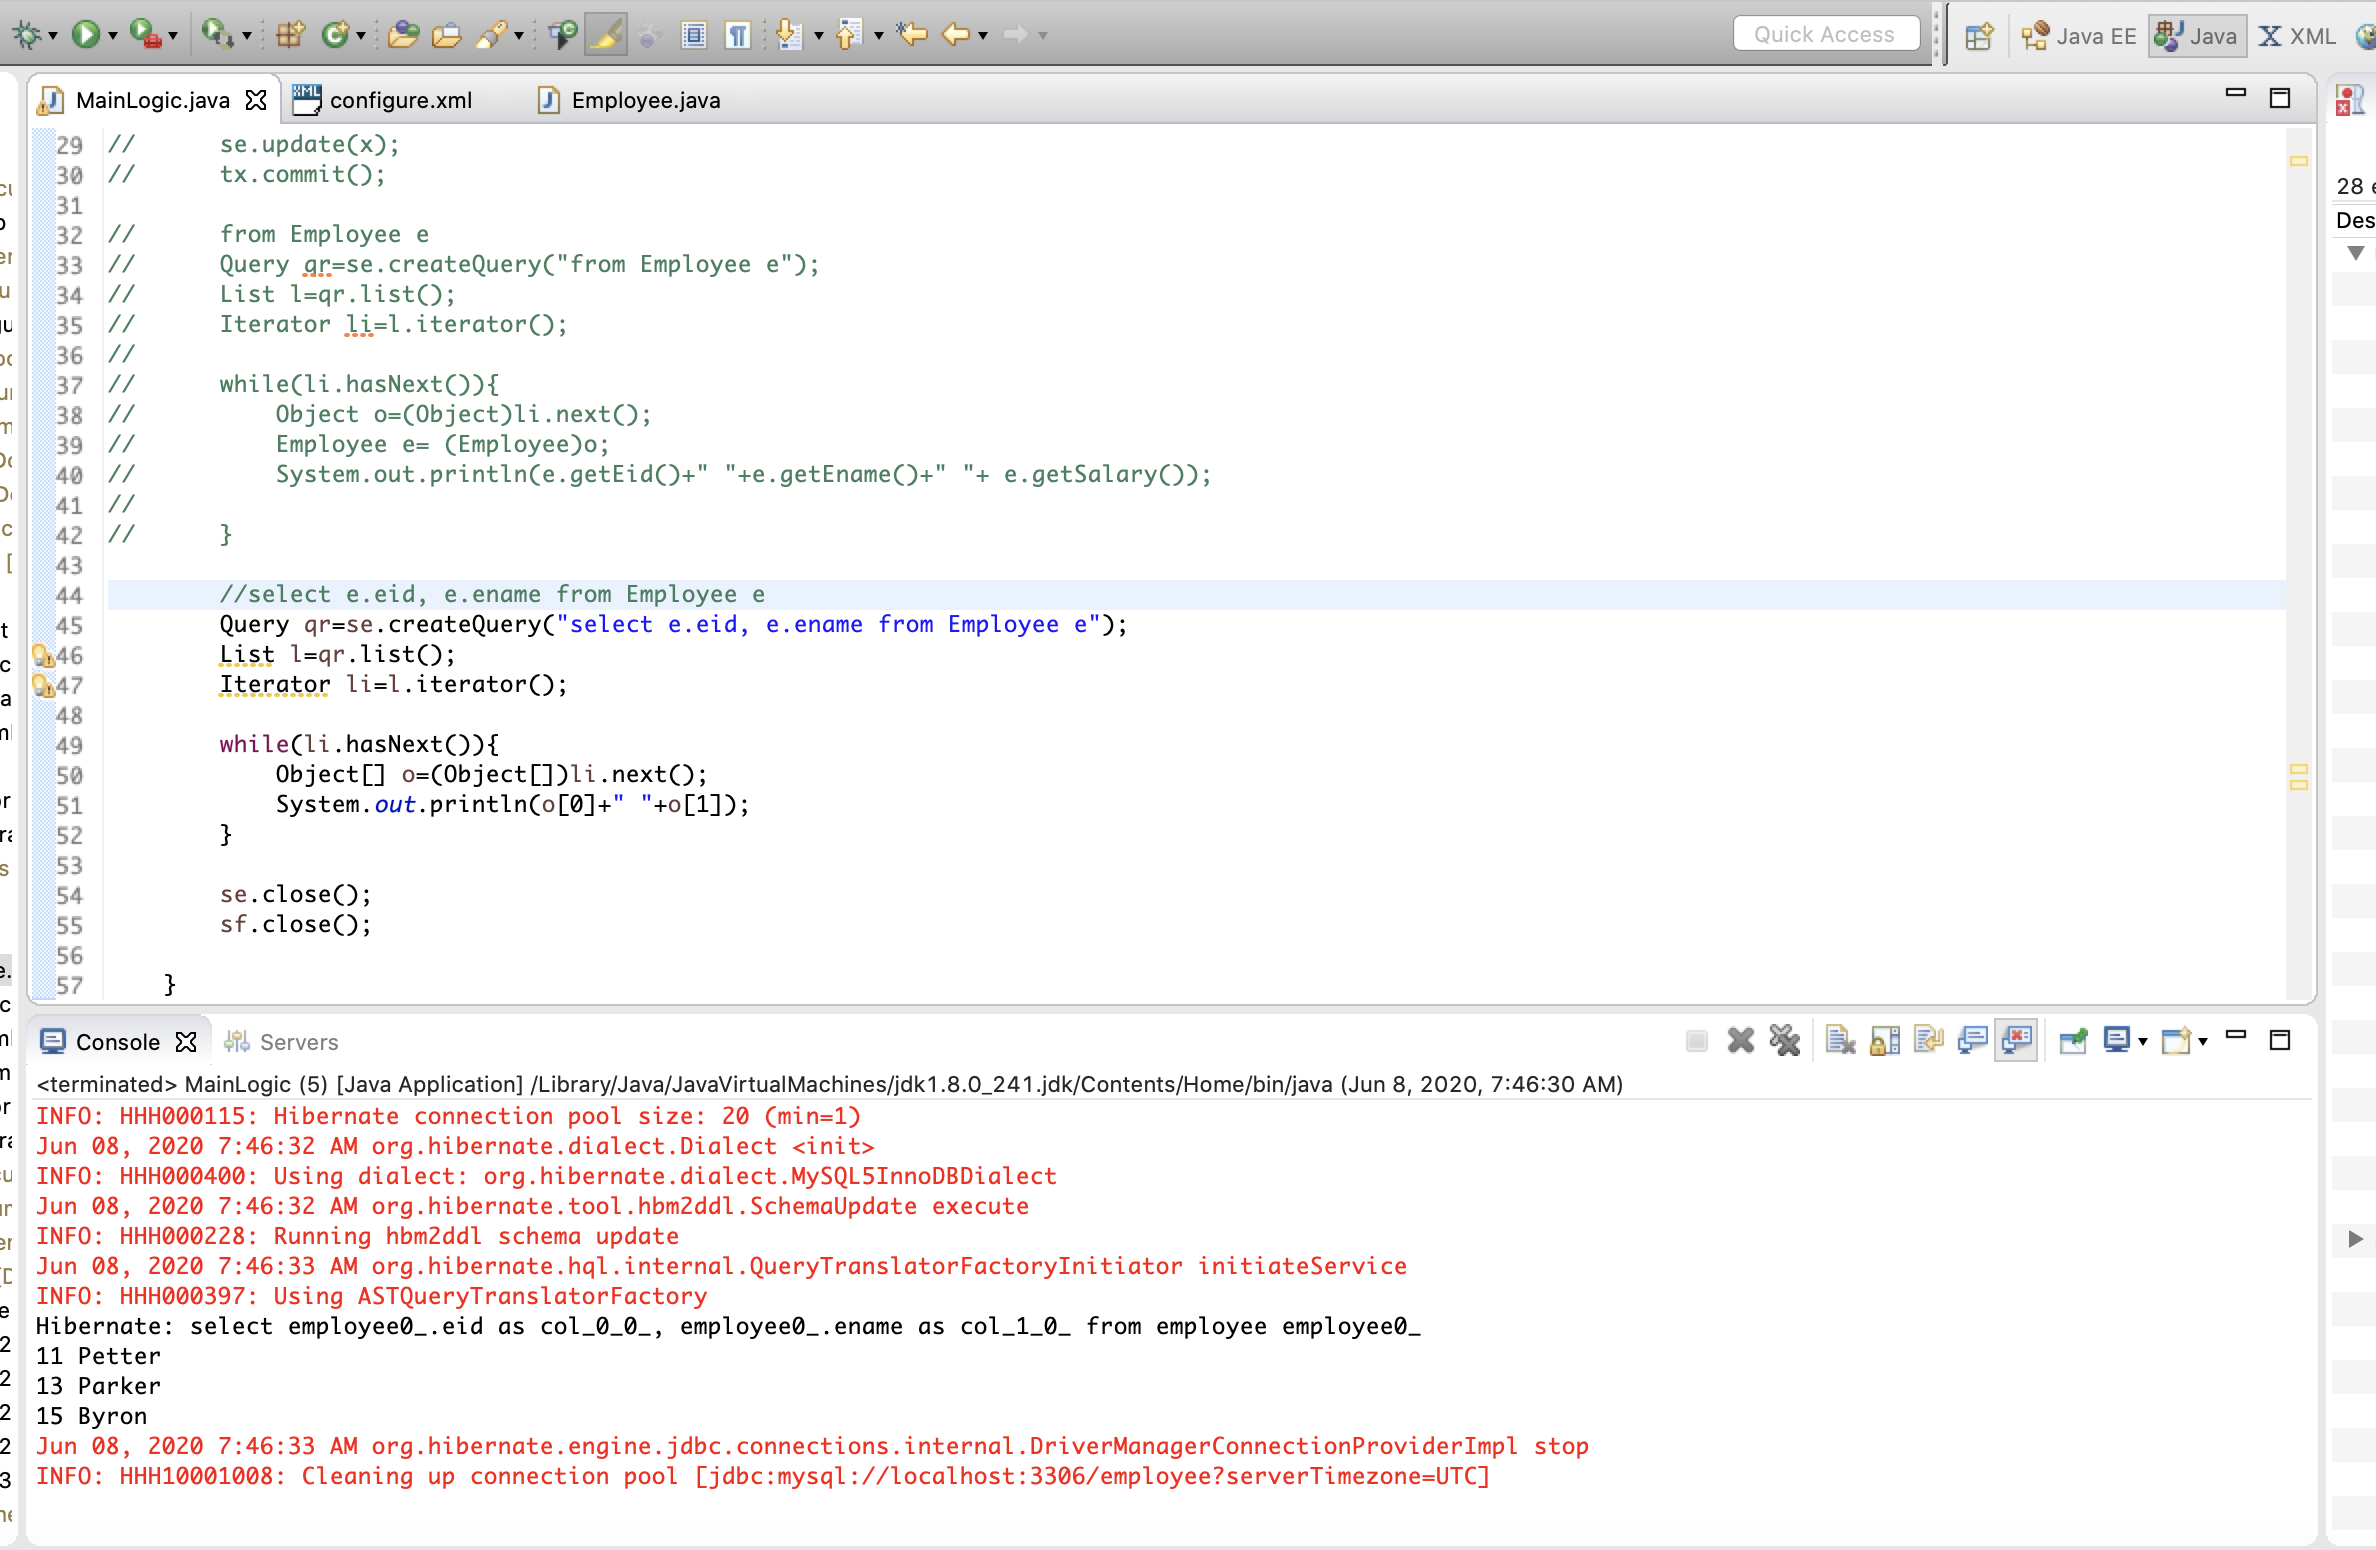 Quick Access
Java EE
Java
XML
MainLogic.java
configure.xml
Employee.java
29 // se.update(x);
30 // tx.commit();
31
32 // from Employee e
33 // Query qr=se.createQuery("from Employee e");
34 // List l=qr.list();
35 // Iterator li=l.iterator();
36 //
37 // while(li.hasNext()){
38 // Object o=(Object)li.next();
39 // Employee e= (Employee)o;
40 // System.out.println(e.getEid()+" "+e.getEname()+" "+ e.getSalary());
41 //
42 // }
43
44 //select e.eid, e.ename from Employee e
45 Query qr=se.createQuery("select e.eid, e.ename from Employee e");
46 List l=qr.list();
47 Iterator li=l.iterator();
48
49 while(li.hasNext()){
50 Object[] o=(Object[])li.next();
51 System.out.println(o[0]+" "+o[1]);
52 }
53
54 se.close();
55 sf.close();
56
57 }
28 e
Des
Console
Servers
<terminated> MainLogic (5) [Java Application] /Library/Java/JavaVirtualMachines/jdk1.8.0_241.jdk/Contents/Home/bin/java (Jun 8, 2020, 7:46:30 AM)
INFO: HHH000115: Hibernate connection pool size: 20 (min=1)
Jun 08, 2020 7:46:32 AM org.hibernate.dialect.Dialect <init>
INFO: HHH000400: Using dialect: org.hibernate.dialect.MySQL5InnoDBDialect
Jun 08, 2020 7:46:32 AM org.hibernate.tool.hbm2ddl.SchemaUpdate execute
INFO: HHH000228: Running hbm2ddl schema update
Jun 08, 2020 7:46:33 AM org.hibernate.hql.internal.QueryTranslatorFactoryInitiator initiateService
INFO: HHH000397: Using ASTQueryTranslatorFactory
Hibernate: select employee0_.eid as col_0_0_, employee0_.ename as col_1_0_ from employee employee0_
11 Petter
13 Parker
15 Byron
Jun 08, 2020 7:46:33 AM org.hibernate.engine.jdbc.connections.internal.DriverManagerConnectionProviderImpl stop
INFO: HHH10001008: Cleaning up connection pool [jdbc:mysql://localhost:3306/employee?serverTimezone=UTC]